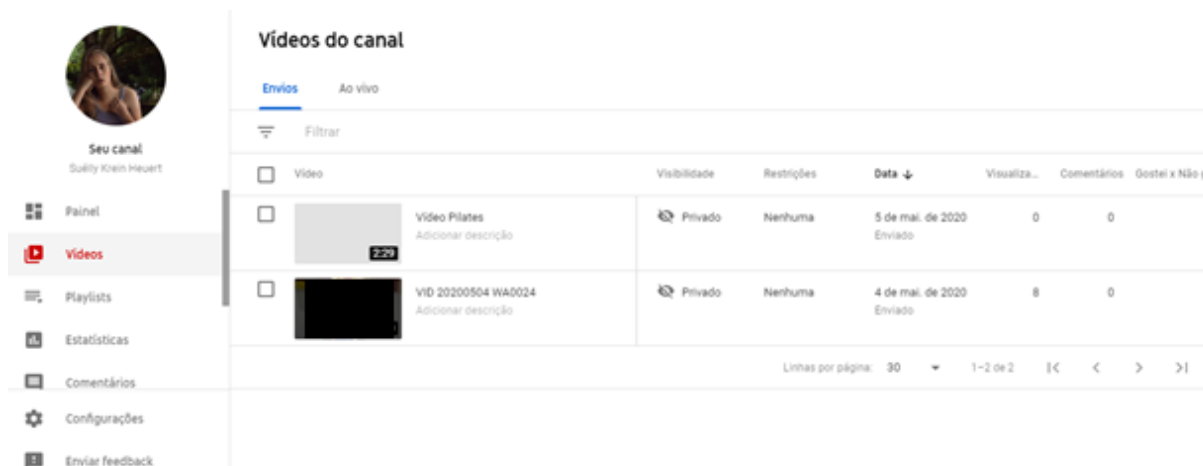 Vídeos do canal
Envios Ao vivo
Filtrar
Seu canal
Suélly Krein Heuert
Painel
Vídeos
Playlists
Estatísticas
Comentários
Configurações
Enviar feedback
Vídeo Visibilidade Restrições Data Visualiza... Comentários Gostei x Não
Vídeo Pilates Privado Nenhuma 5 de mai. de 2020 0 0
Adicionar descrição Enviado
2:29
VID 20200504 WA0024 Privado Nenhuma 4 de mai. de 2020 8 0
Adicionar descrição Enviado
Linhas por página: 30 1–2 de 2